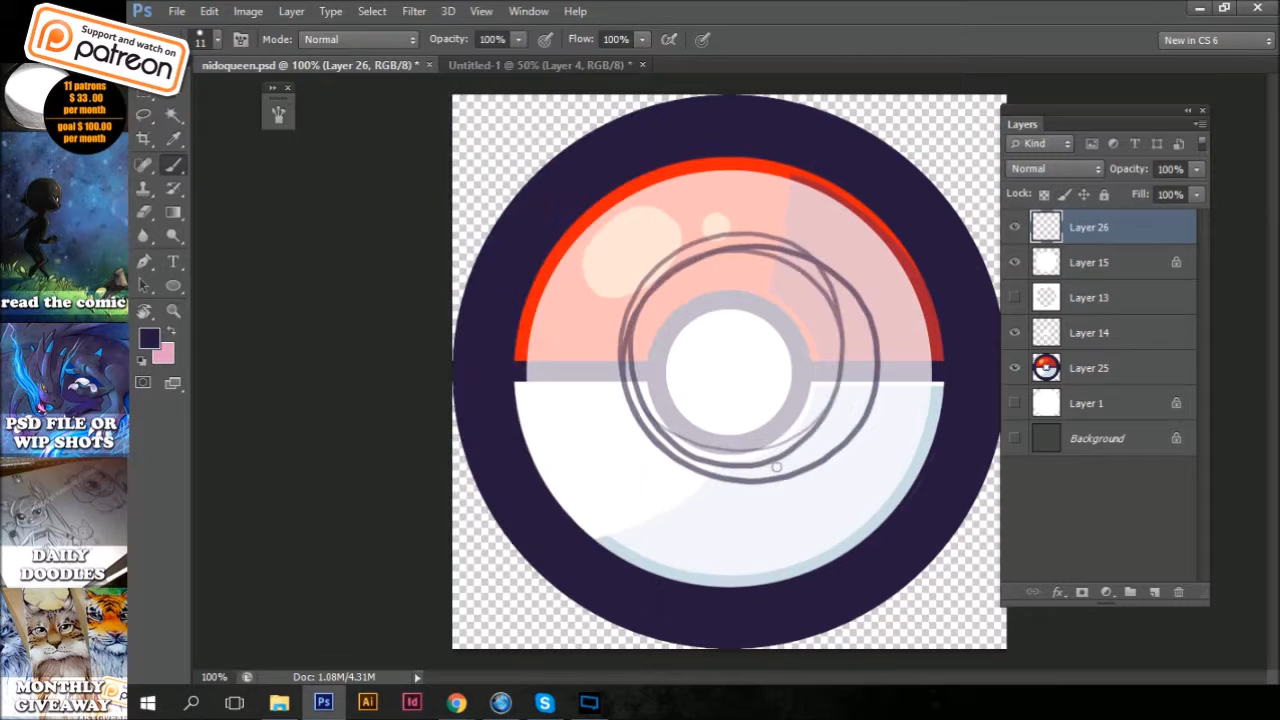 Support and watch on
patreon
11 patrons
$ 33 .00
per month
goal $ 100.00
per month
read the comic
PSD FILE OR
WIP SHOTS
DAILY
DOODLES
MONTHLY
GIVEAWAY
Ps File Edit Image Layer Type Select Filter 3D View Window Help
11 Mode: Normal Opacity: 100% Flow: 100% New in CS 6
nidoqueen.psd @ 100% (Layer 26, RGB/8) * × Untitled-1 @ 50% (Layer 4, RGB/8) * ×
Layers
Kind
Normal Opacity: 100%
Lock: Fill: 100%
Layer 26
Layer 15
Layer 13
Layer 14
Layer 25
Layer 1
Background
100% Doc: 1.08M/4.31M
Ps Ai Id